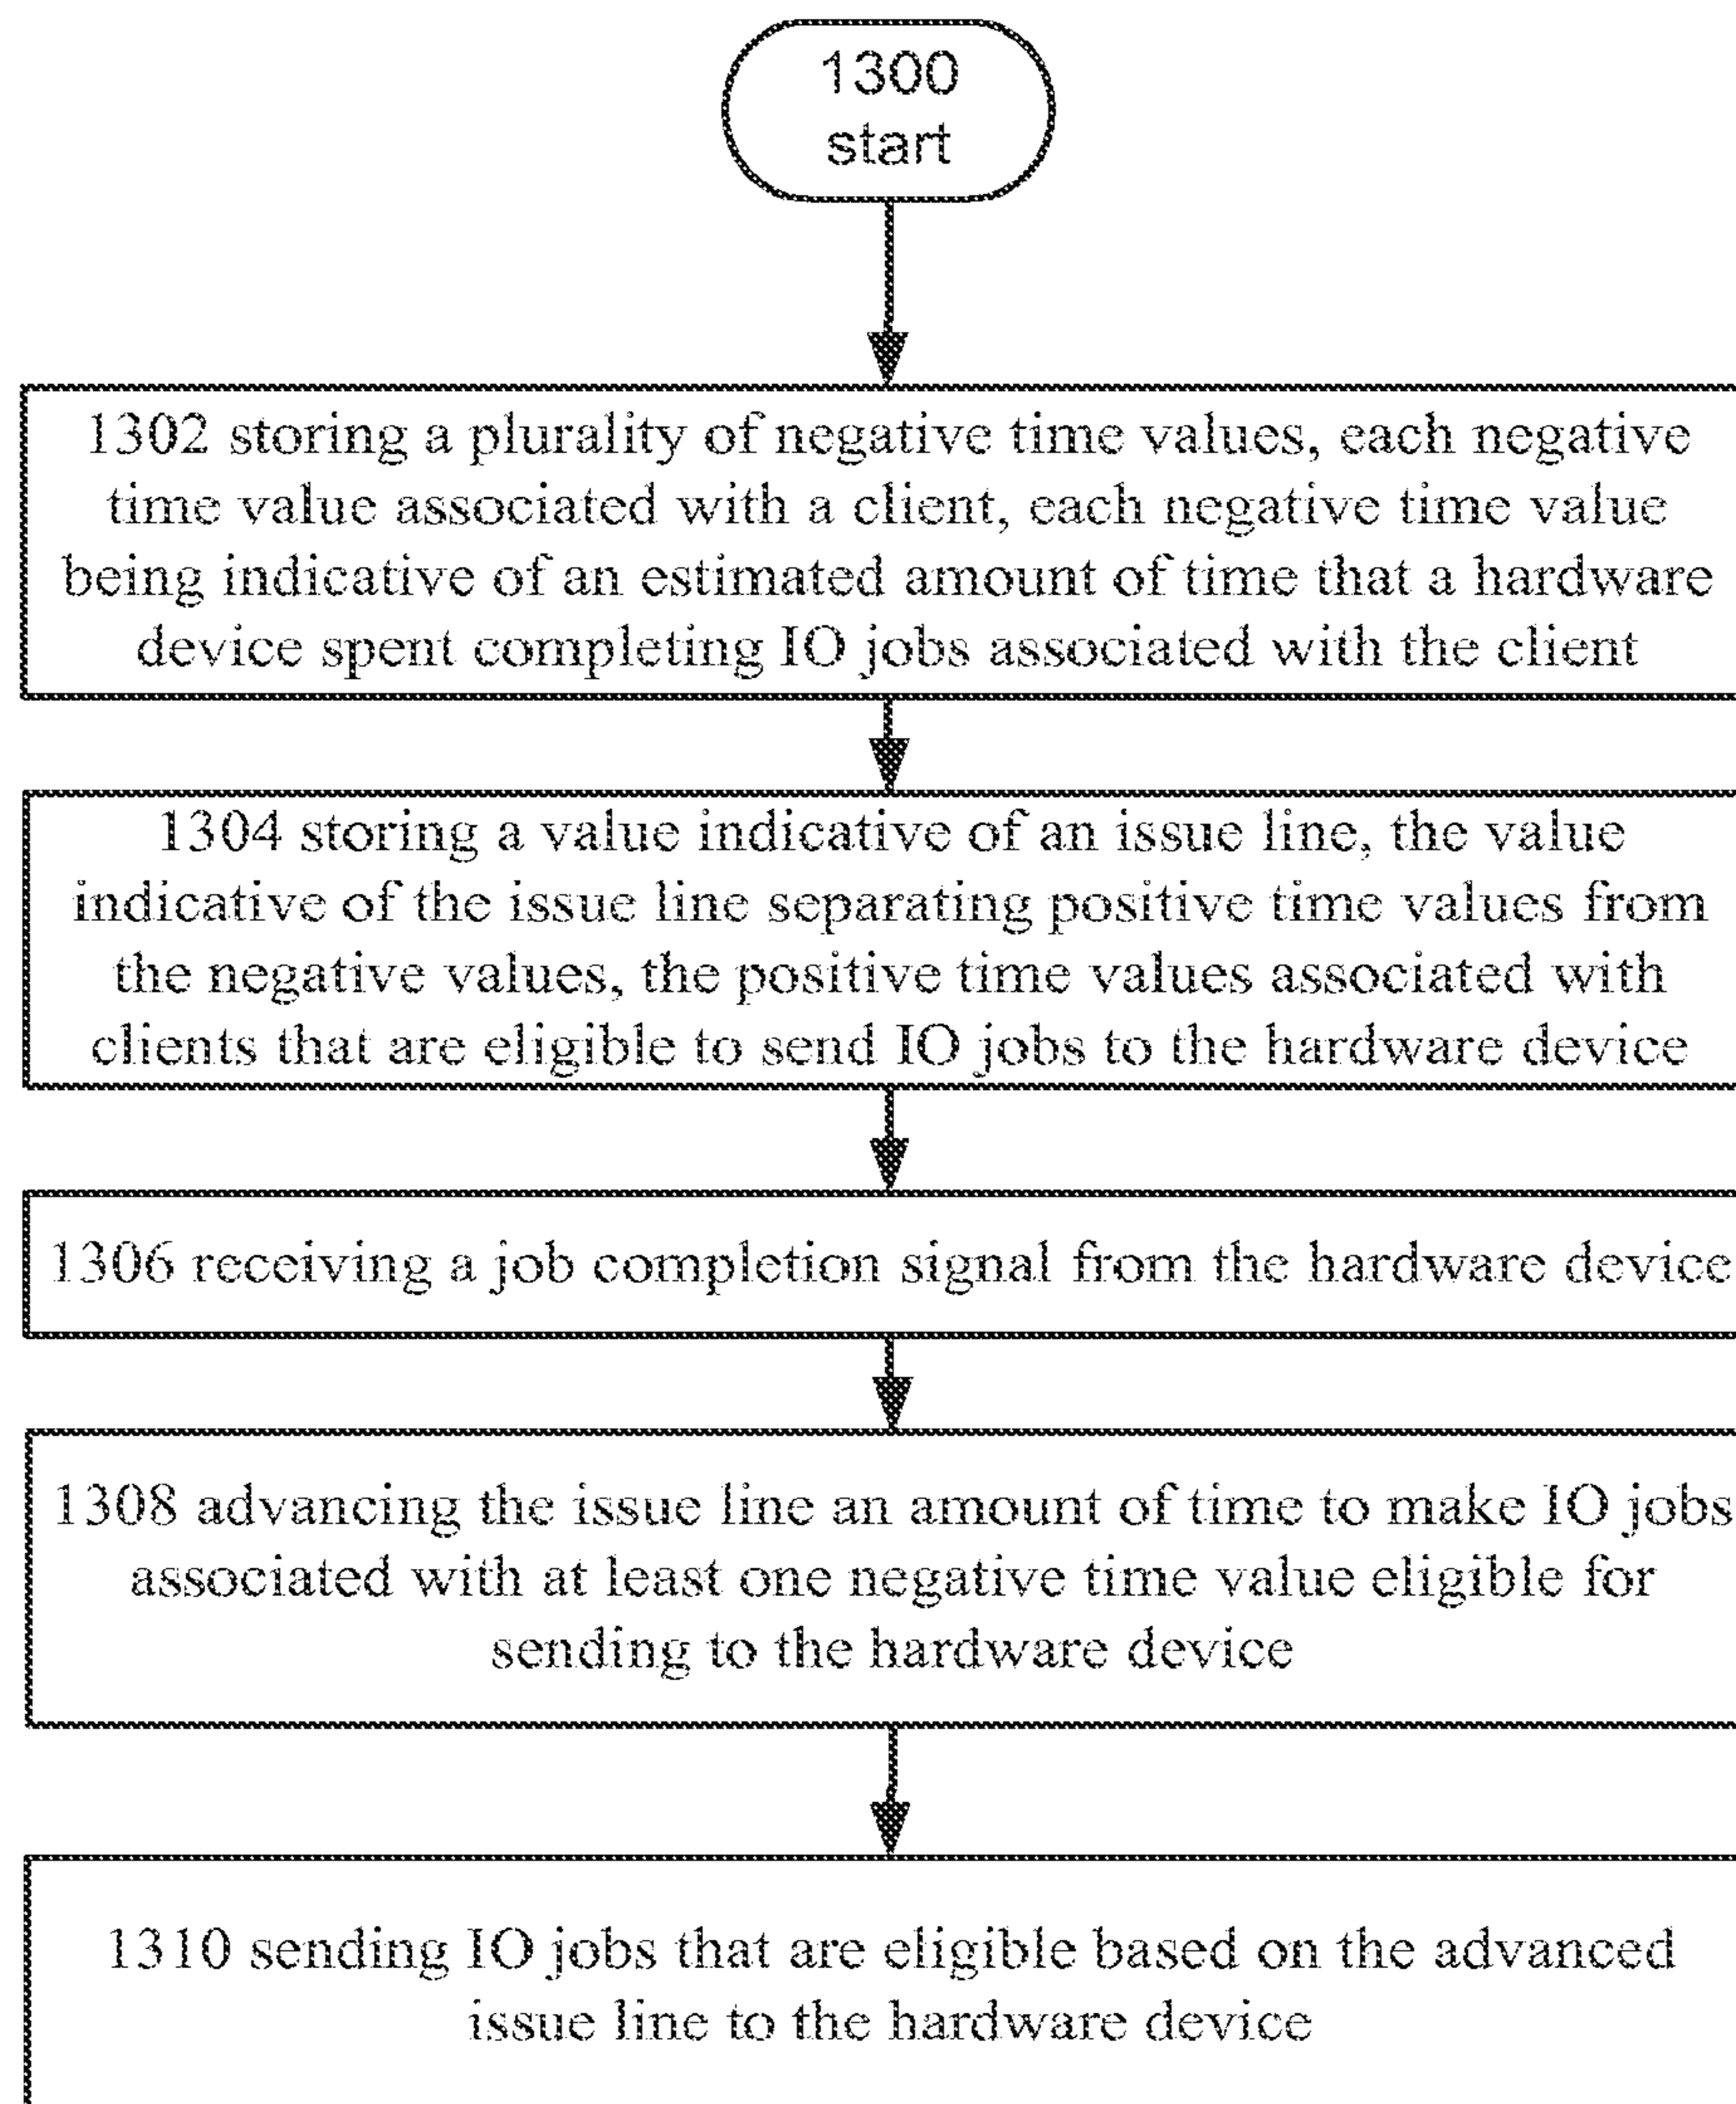 1300
start
1302 storing a plurality of negative time values, each negative
time value associated with a client, each negative time value
being indicative of an estimated amount of time that a hardware
device spent completing IO jobs associated with the client
1304 storing a value indicative of an issue line, the value
indicative of the issue line separating positive time values from
the negative values, the positive time values associated with
clients that are eligible to send IO jobs to the hardware device
1306 receiving a job completion signal from the hardware device
1308 advancing the issue line an amount of time to make IO jobs
associated with at least one negative time value eligible for
sending to the hardware device
1310 sending IO jobs that are eligible based on the advanced
issue line to the hardware device